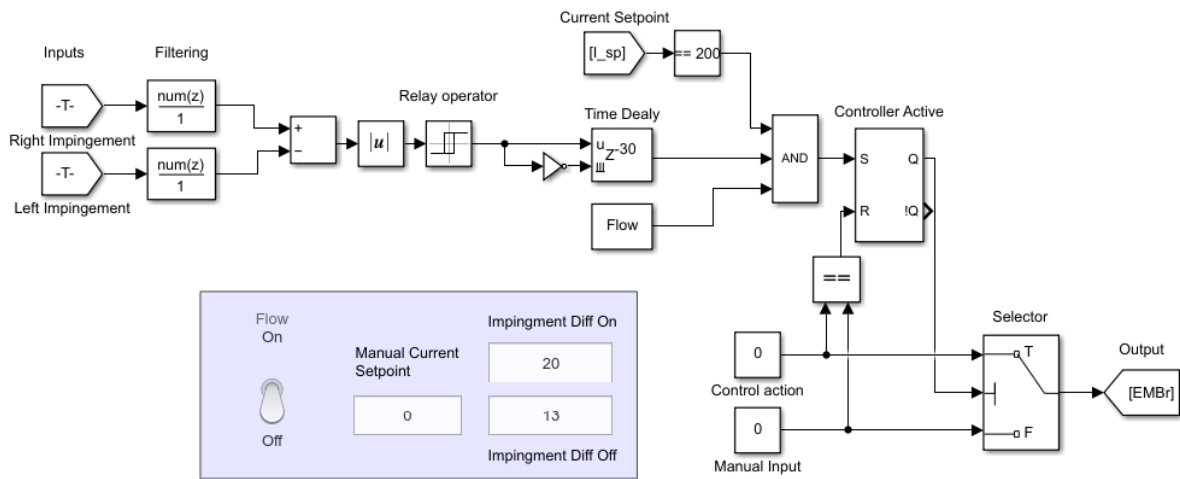 Current Setpoint
[I_sp]
== 200
Inputs
Filtering
-T-
num(z)
1
Right Impingement
-T-
num(z)
1
Left Impingement
+
−
|u|
Relay operator
Time Dealy
u
Z-30
Flow
AND
Controller Active
S
Q
R
!Q
==
Flow
On
Off
Manual Current
Setpoint
0
Impingment Diff On
20
13
Impingment Diff Off
0
Control action
0
Manual Input
Selector
T
F
Output
[EMBr]